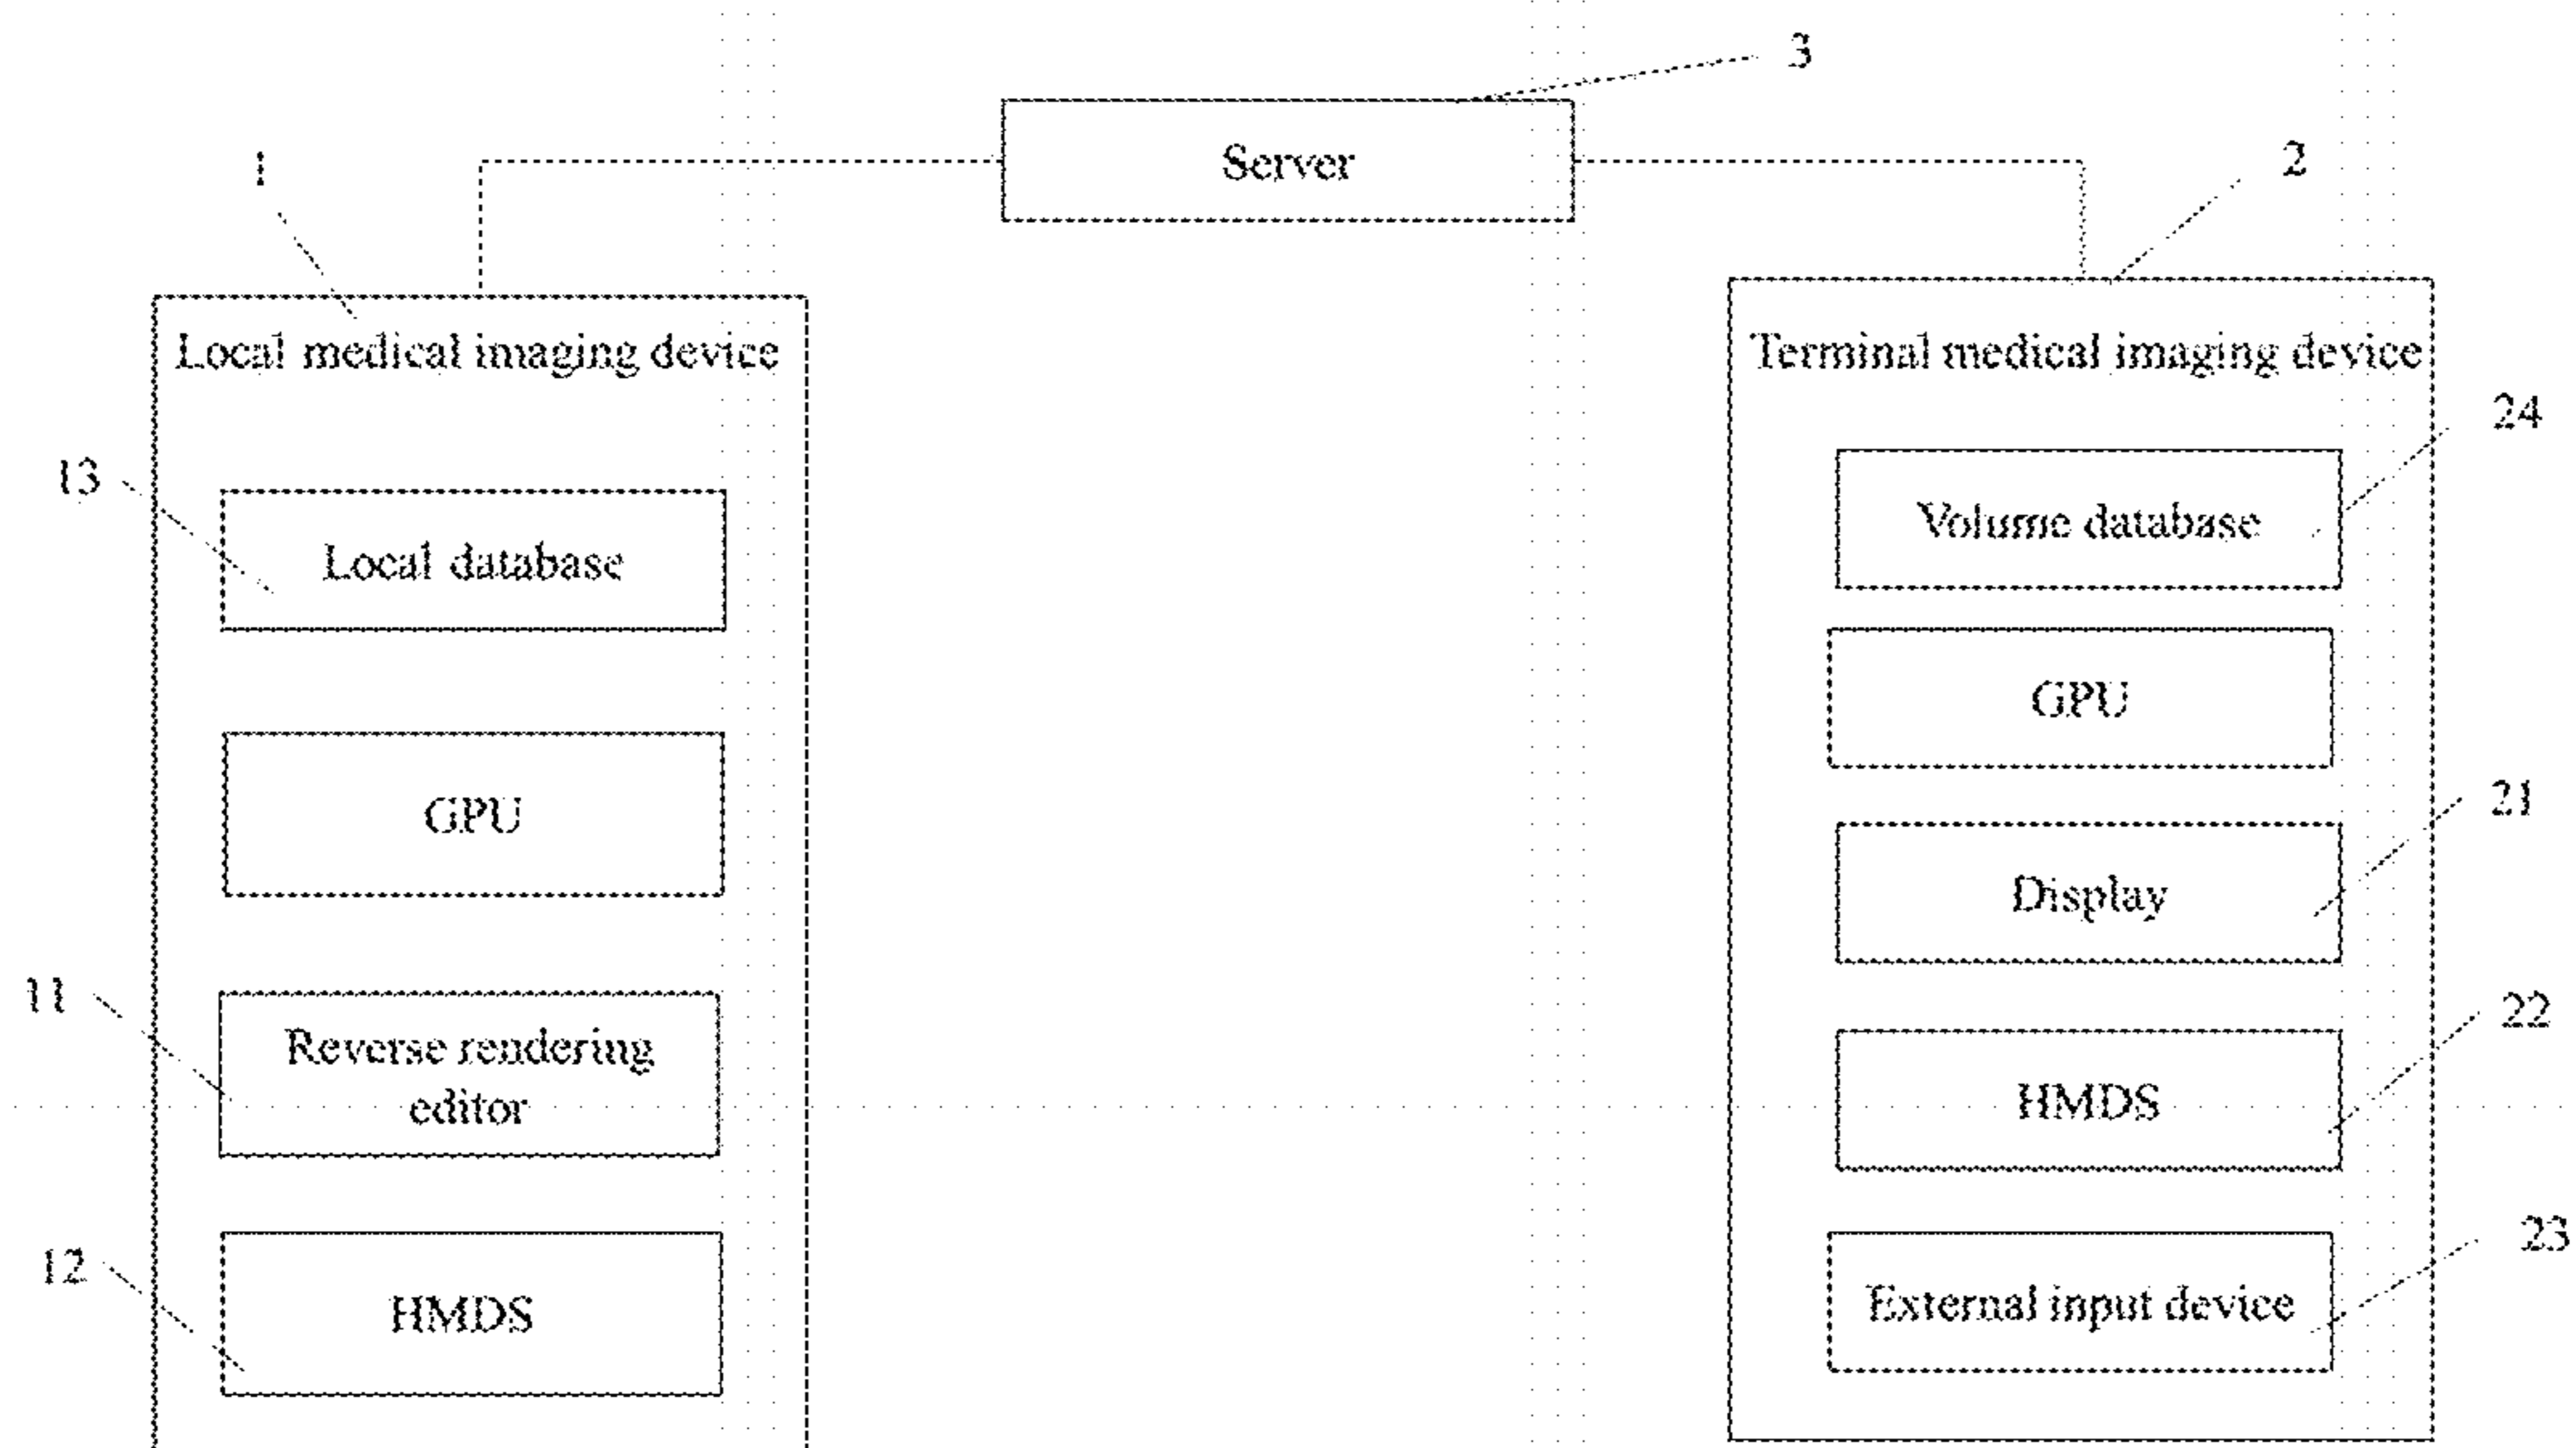 3
Server
1
2
Local medical imaging device
Terminal medical imaging device
24
13
Volume database
Local database
GPU
GPU
21
Display
11
Reverse rendering
editor
22
HMDS
12
HMDS
23
External input device